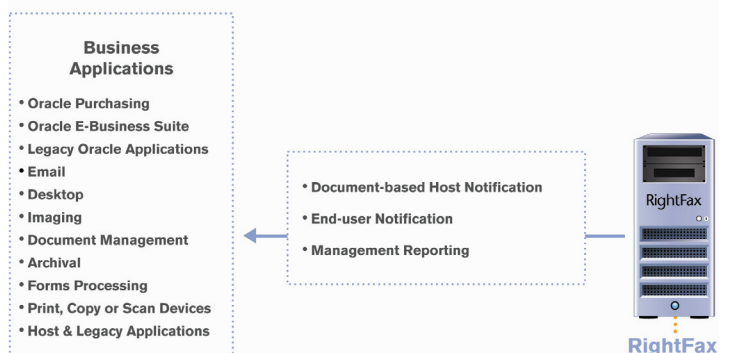 Business
Applications
• Oracle Purchasing
• Oracle E-Business Suite
• Legacy Oracle Applications
• Email
• Desktop
• Imaging
• Document Management
• Archival
• Forms Processing
• Print, Copy or Scan Devices
• Host & Legacy Applications
• Document-based Host Notification
• End-user Notification
• Management Reporting
RightFax
RightFax